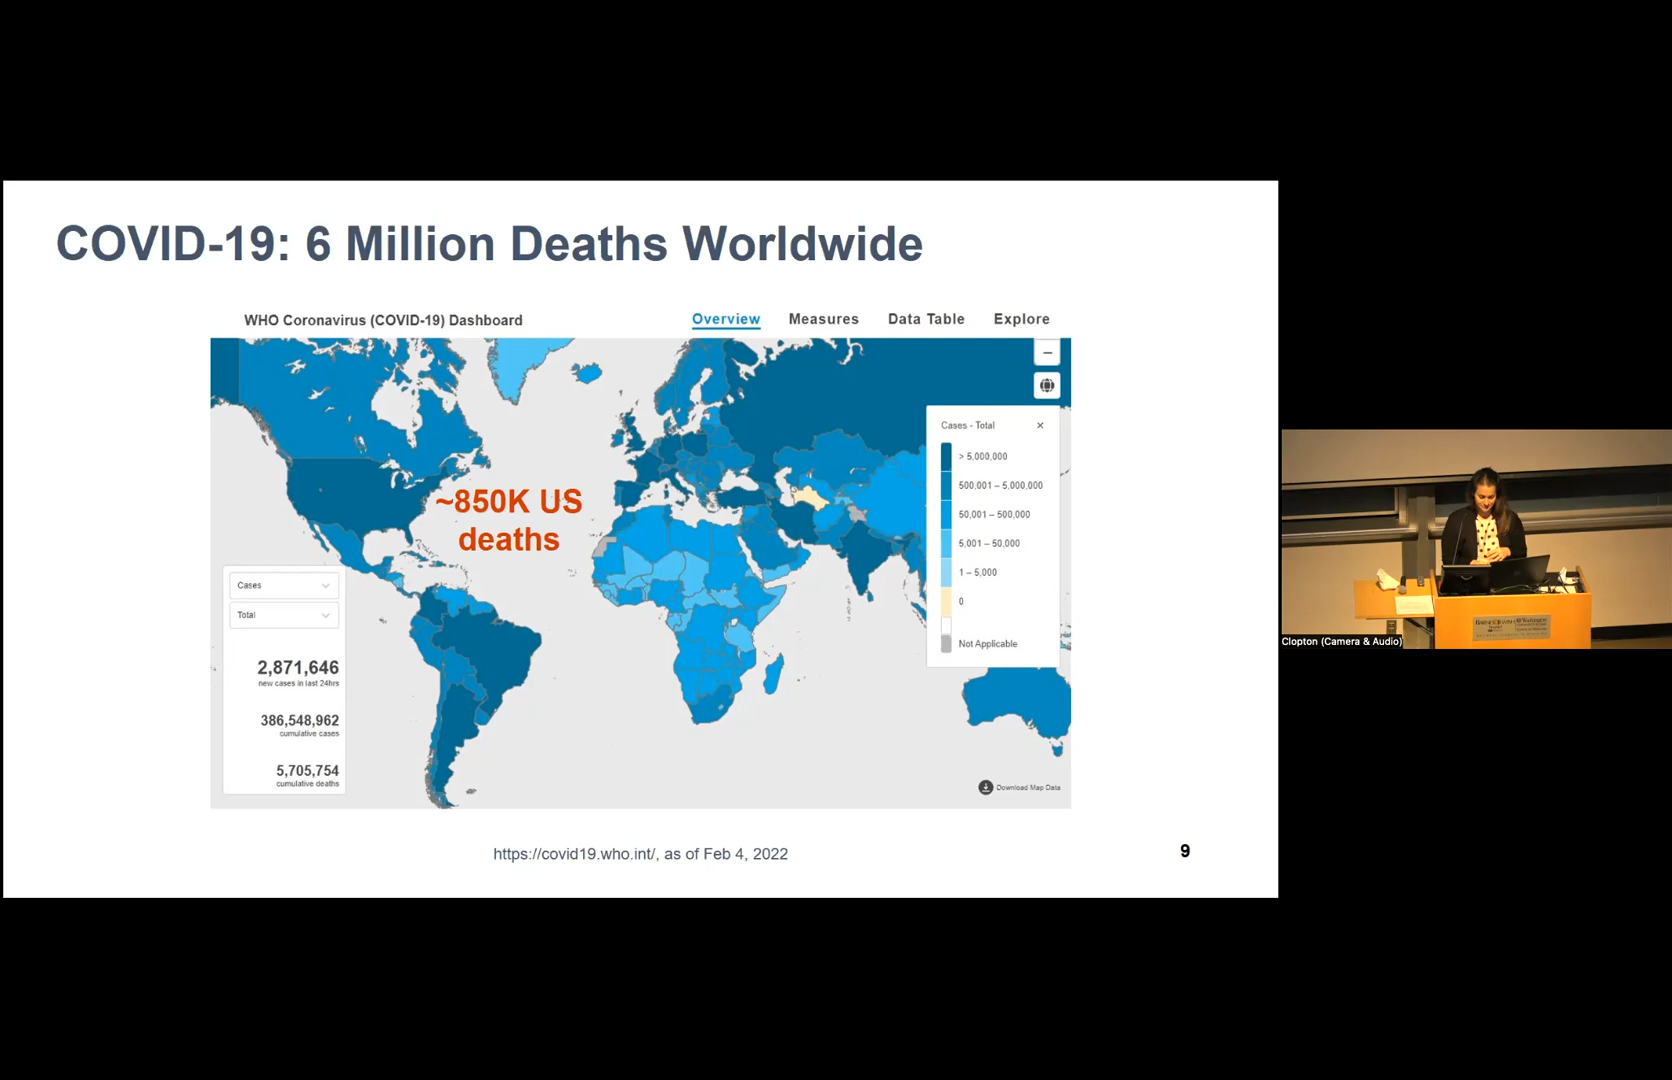 COVID-19: 6 Million Deaths Worldwide
WHO Coronavirus (COVID-19) Dashboard
Overview
Measures
Data Table
Explore
Cases - Total
> 5,000,000
500,001 – 5,000,000
50,001 – 500,000
5,001 – 50,000
1 – 5,000
0
Not Applicable
~850K US
deaths
Cases
Total
2,871,646
new cases in last 24hrs
386,548,962
cumulative cases
5,705,754
cumulative deaths
Download Map Data
https://covid19.who.int/, as of Feb 4, 2022
9
Clopton (Camera & Audio)